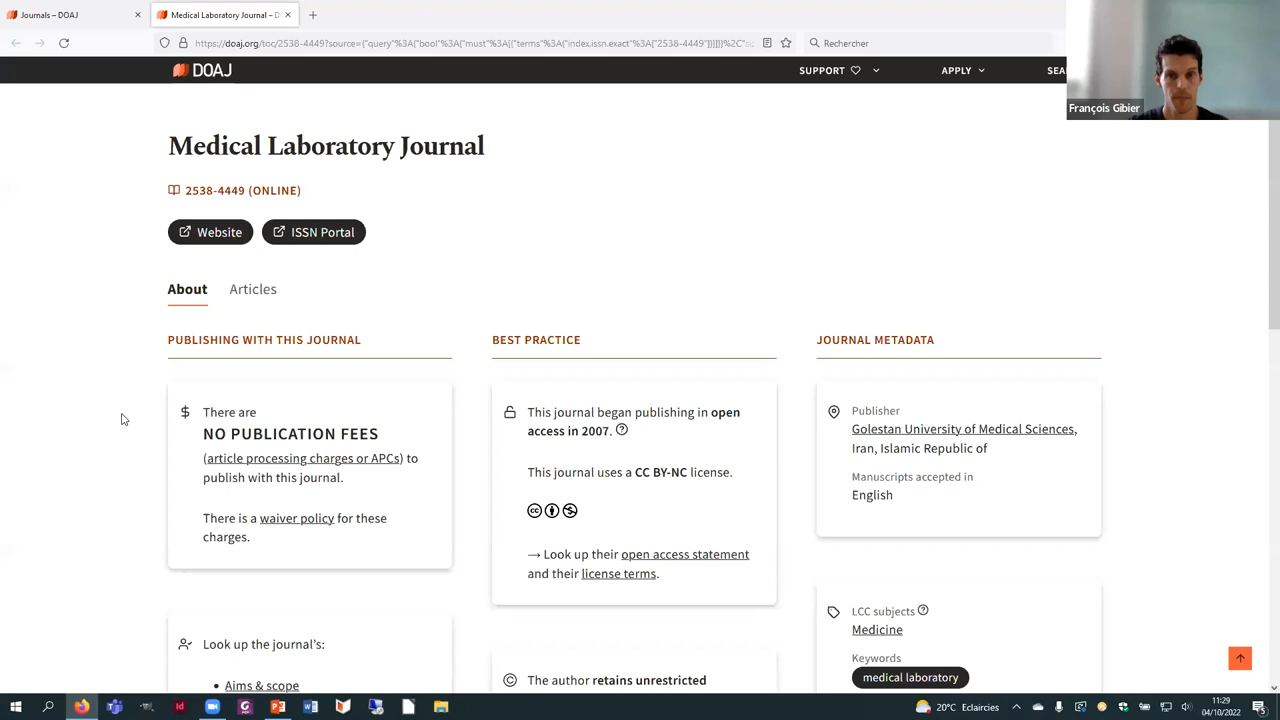 Journals – DOAJ
Medical Laboratory Journal – D
https://doaj.org/toc/2538-4449?source={"query"%3A{"bool"%3A{"must"%3A[{"terms"%3A{"index.issn.exact"%3A["2538-4449"]}}]}}%2C"si
Rechercher
DOAJ
SUPPORT
APPLY
SEA
François Gibier
Medical Laboratory Journal
2538-4449 (ONLINE)
Website
ISSN Portal
About
Articles
PUBLISHING WITH THIS JOURNAL
There are
NO PUBLICATION FEES
(article processing charges or APCs) to
publish with this journal.
There is a waiver policy for these
charges.
Look up the journal's:
• Aims & scope
BEST PRACTICE
This journal began publishing in open
access in 2007.
This journal uses a CC BY-NC license.
→ Look up their open access statement
and their license terms.
The author retains unrestricted
JOURNAL METADATA
Publisher
Golestan University of Medical Sciences,
Iran, Islamic Republic of
Manuscripts accepted in
English
LCC subjects
Medicine
Keywords
medical laboratory
20°C Eclaircies
11:29
04/10/2022